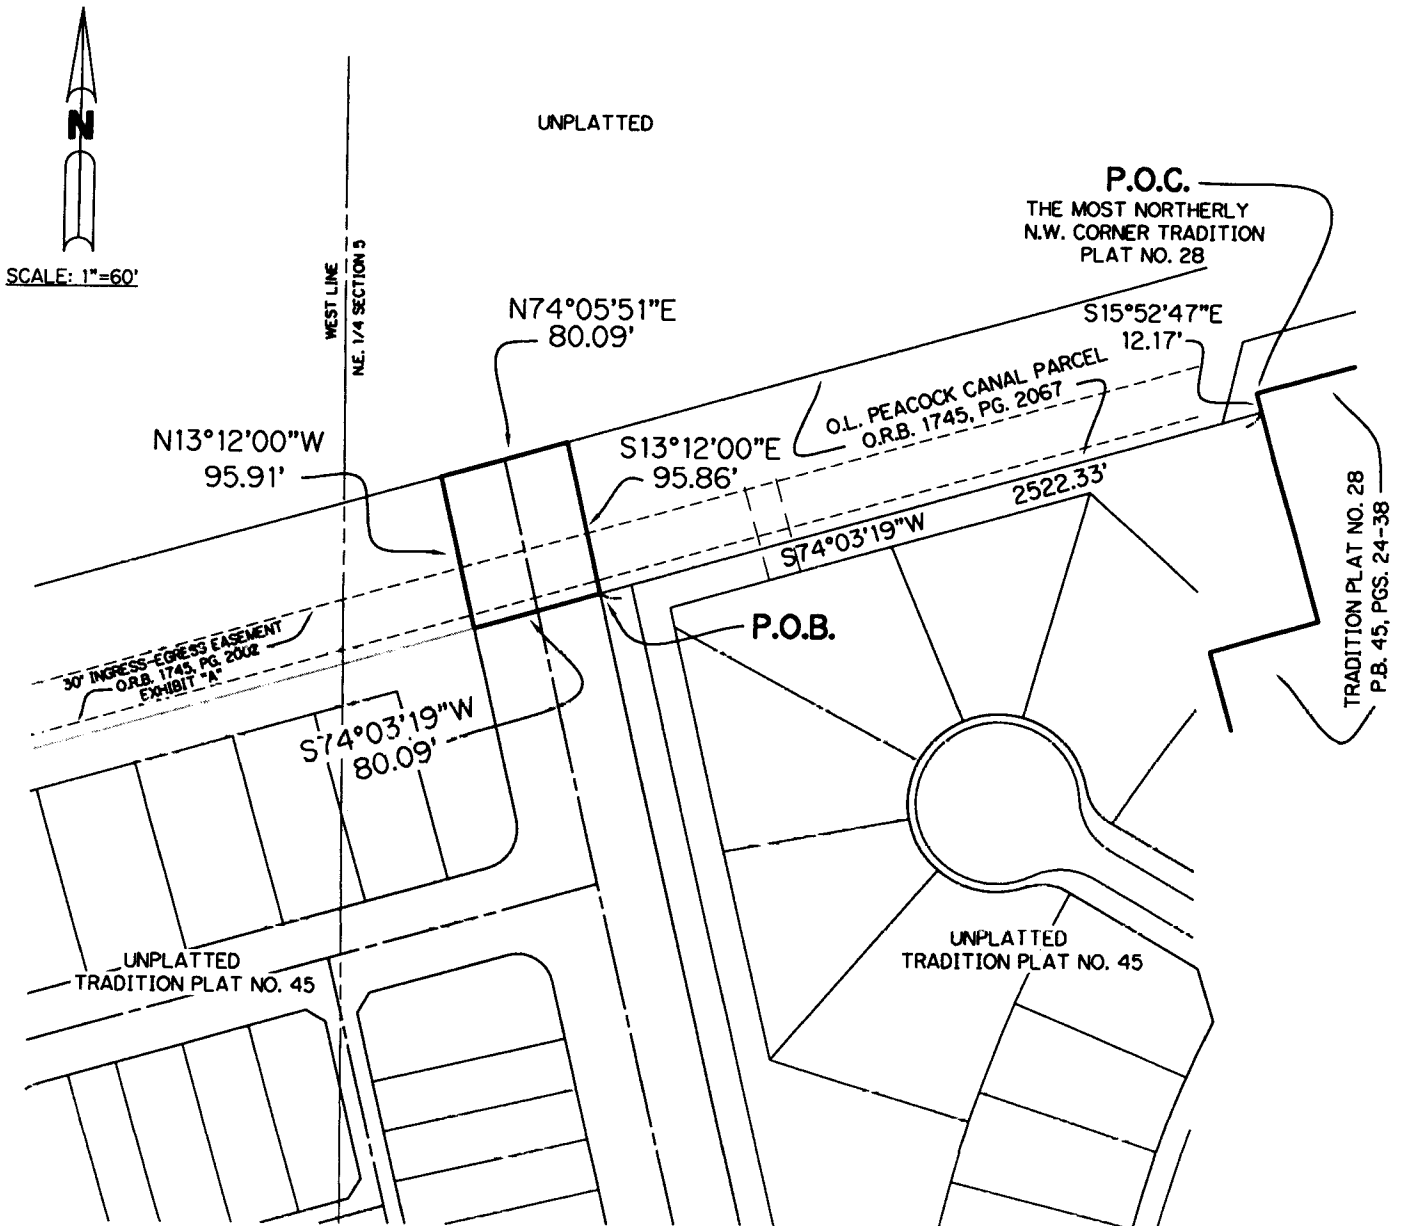 N
SCALE: 1"=60'
UNPLATTED
P.O.C.
THE MOST NORTHERLY
N.W. CORNER TRADITION
PLAT NO. 28
WEST LINE
N.E. 1/4 SECTION 5
N74°05'51"E
80.09'
S15°52'47"E
12.17'
O.L. PEACOCK CANAL PARCEL
O.R.B. 1745, PG. 2067
N13°12'00"W
95.91'
S13°12'00"E
95.86'
2522.33'
S74°03'19"W
TRADITION PLAT NO. 28
P.B. 45, PGS. 24-38
P.O.B.
30' INGRESS-EGRESS EASEMENT
O.R.B. 1745, PG. 2002
EXHIBIT "A"
S74°03'19"W
80.09'
UNPLATTED
TRADITION PLAT NO. 45
UNPLATTED
TRADITION PLAT NO. 45